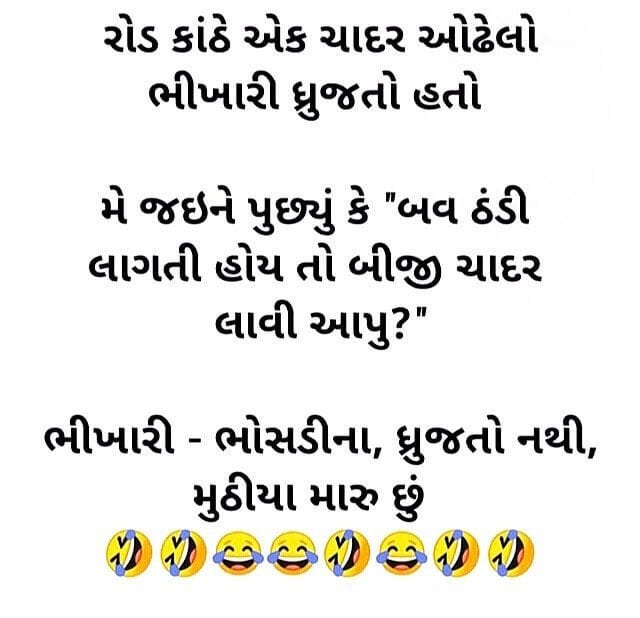 રોડ કાંઠે એક ચાદર ઓઢેલો
ભીખારી ધ્રુજતો હતો
મે જઇને પુછ્યું કે "બવ ઠંડી
લાગતી હોય તો બીજી ચાદર
લાવી આપુ?"
ભીખારી - ભોસડીના, ધ્રુજતો નથી,
મુઠીયા મારુ છું
🤣🤣😂😂🤣😂🤣🤣